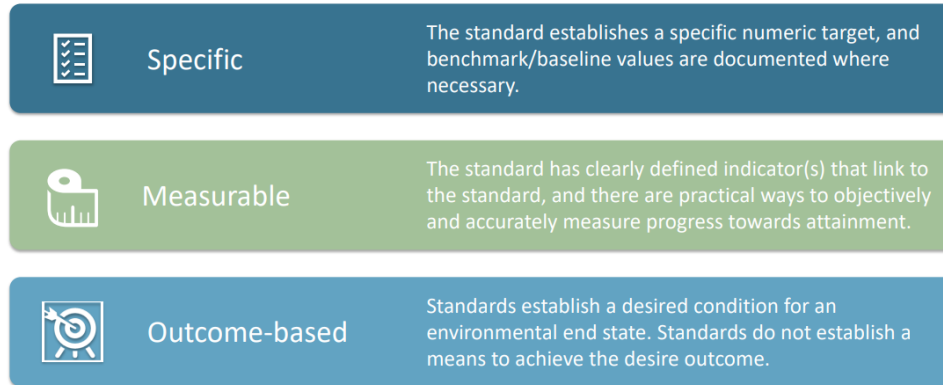 Specific
The standard establishes a specific numeric target, and
benchmark/baseline values are documented where
necessary.
Measurable
The standard has clearly defined indicator(s) that link to
the standard, and there are practical ways to objectively
and accurately measure progress towards attainment.
Outcome-based
Standards establish a desired condition for an
environmental end state. Standards do not establish a
means to achieve the desire outcome.